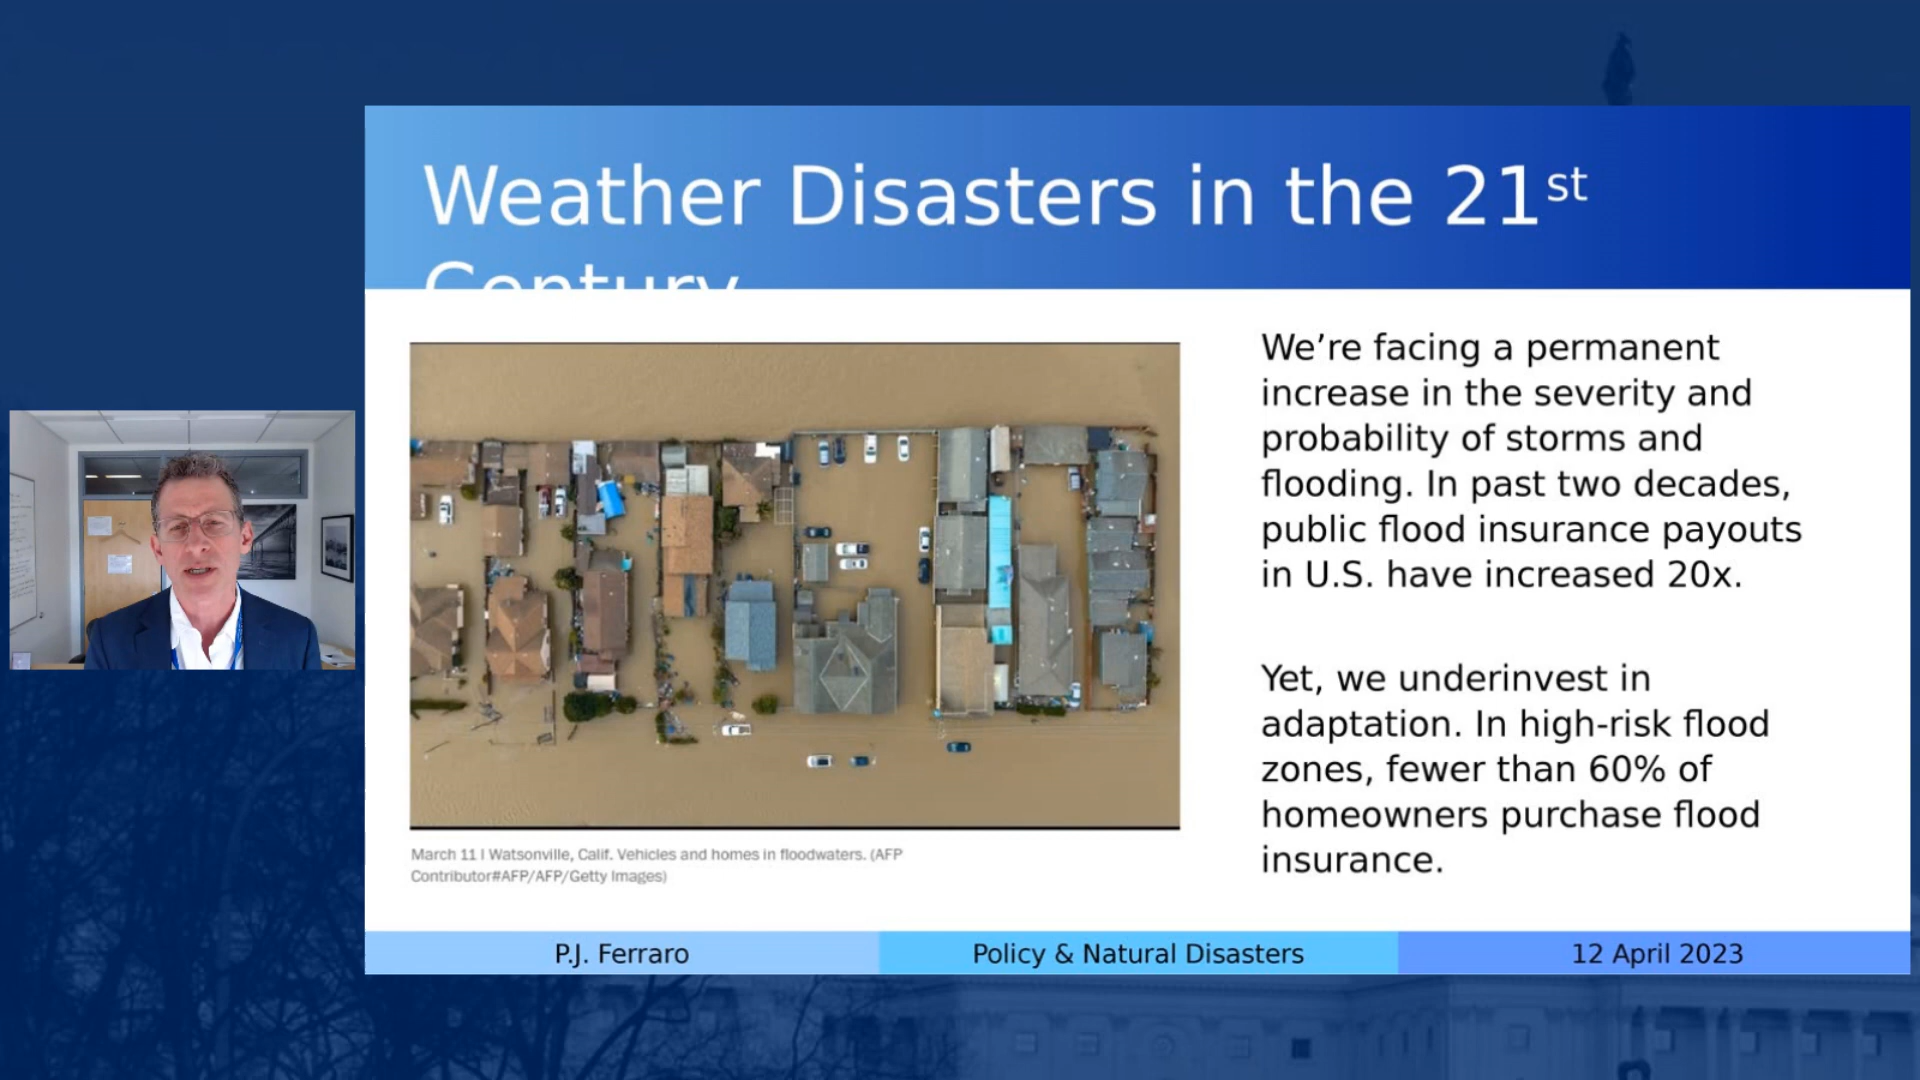 Weather Disasters in the 21st
Century
We’re facing a permanent
increase in the severity and
probability of storms and
flooding. In past two decades,
public flood insurance payouts
in U.S. have increased 20x.
Yet, we underinvest in
adaptation. In high-risk flood
zones, fewer than 60% of
homeowners purchase flood
insurance.
March 11 | Watsonville, Calif. Vehicles and homes in floodwaters. (AFP
Contributor#AFP/AFP/Getty Images)
P.J. Ferraro
Policy & Natural Disasters
12 April 2023